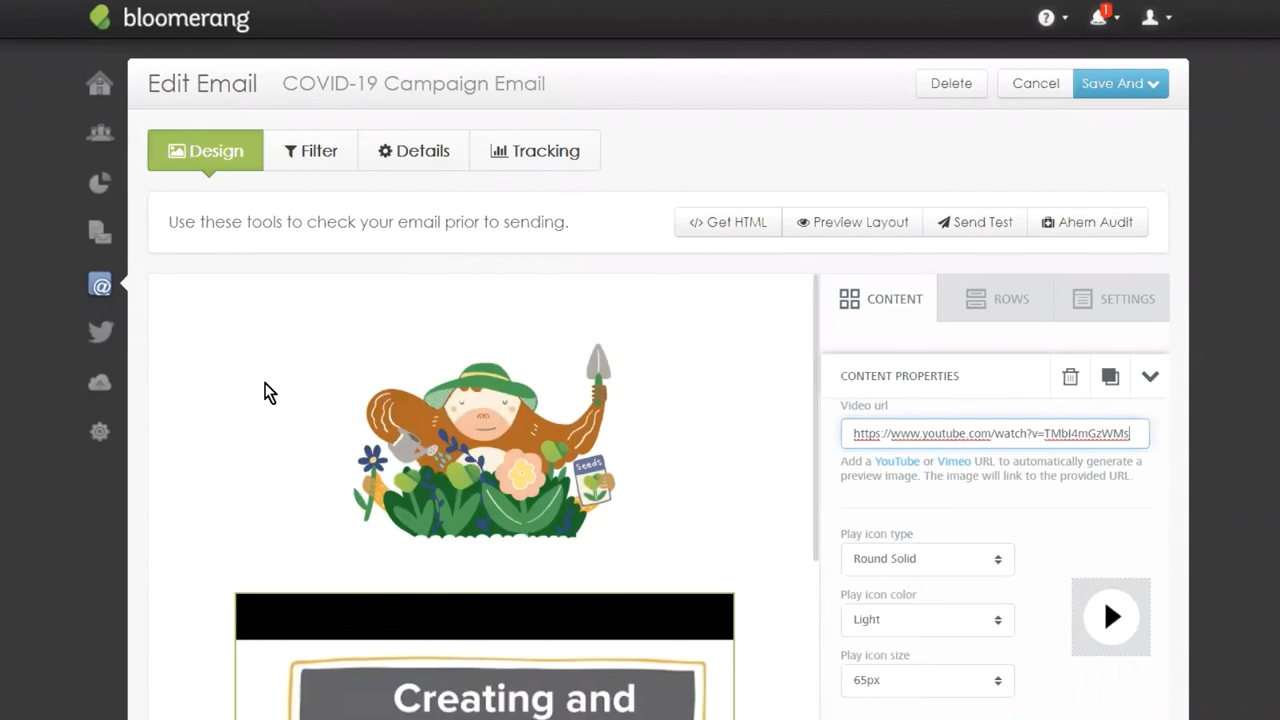 bloomerang
? 1
Edit Email COVID-19 Campaign Email Delete Cancel Save And
Design Filter Details Tracking
Use these tools to check your email prior to sending. </> Get HTML Preview Layout Send Test Ahern Audit
CONTENT ROWS SETTINGS
CONTENT PROPERTIES
Video url
https://www.youtube.com/watch?v=TMbI4mGzWMs
Add a YouTube or Vimeo URL to automatically generate a
preview image. The image will link to the provided URL.
Seeds
Play icon type
Round Solid
Play icon color
Light
Play icon size
65px
Creating and